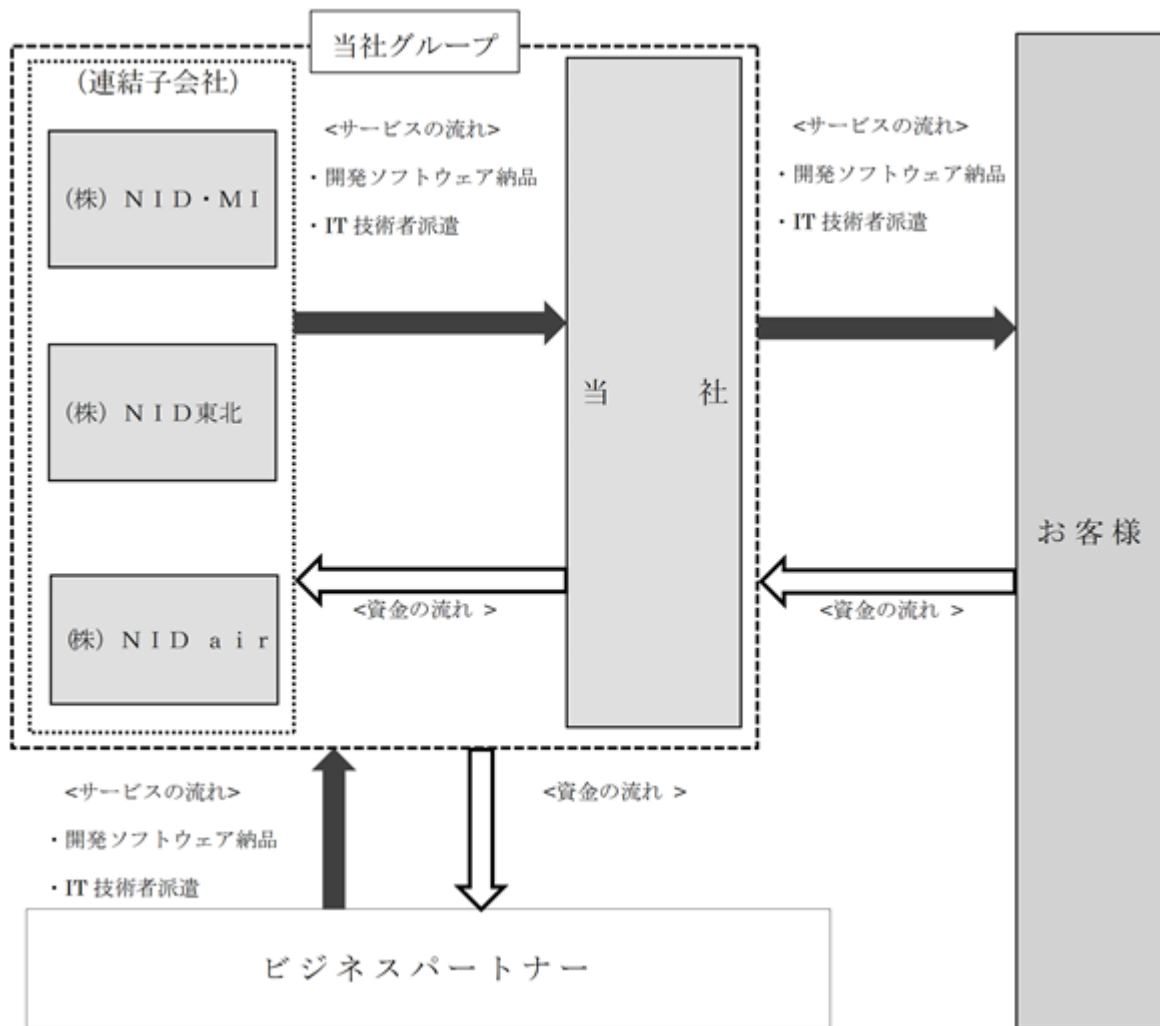 当社グループ
(連結子会社)
(株) ＮＩＤ・ＭＩ
(株) ＮＩＤ東北
(株) ＮＩＤ ａｉｒ
<サービスの流れ>
・開発ソフトウェア納品
・IT 技術者派遣
<資金の流れ >
当　　社
<サービスの流れ>
・開発ソフトウェア納品
・IT 技術者派遣
<資金の流れ >
お客様
<サービスの流れ>
・開発ソフトウェア納品
・IT 技術者派遣
<資金の流れ >
ビジネスパートナー